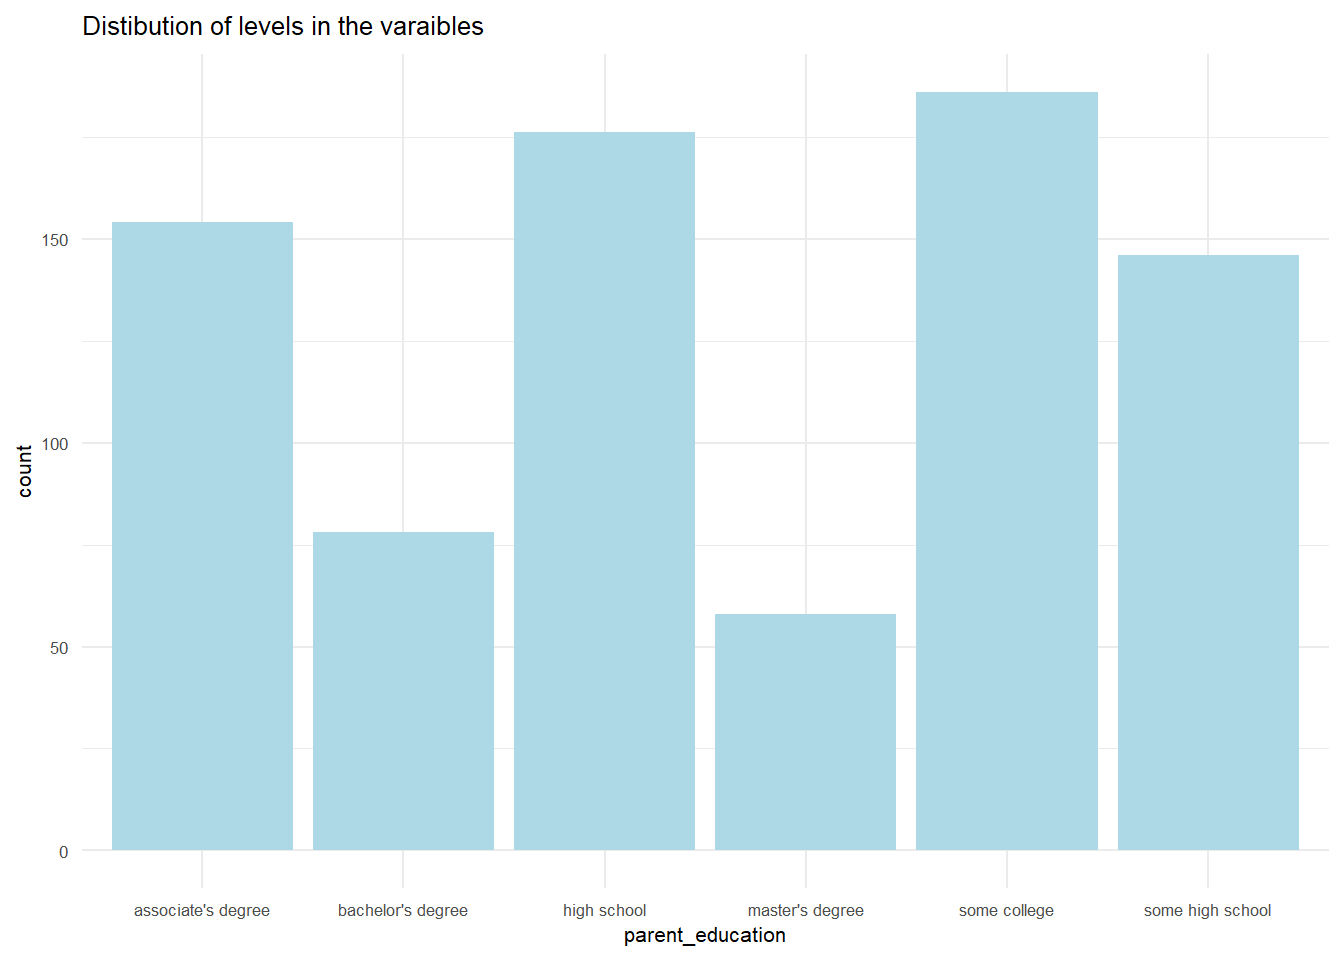 Distibution of levels in the varaibles
count
150
100
50
0
associate's degree bachelor's degree high school master's degree some college some high school
parent_education